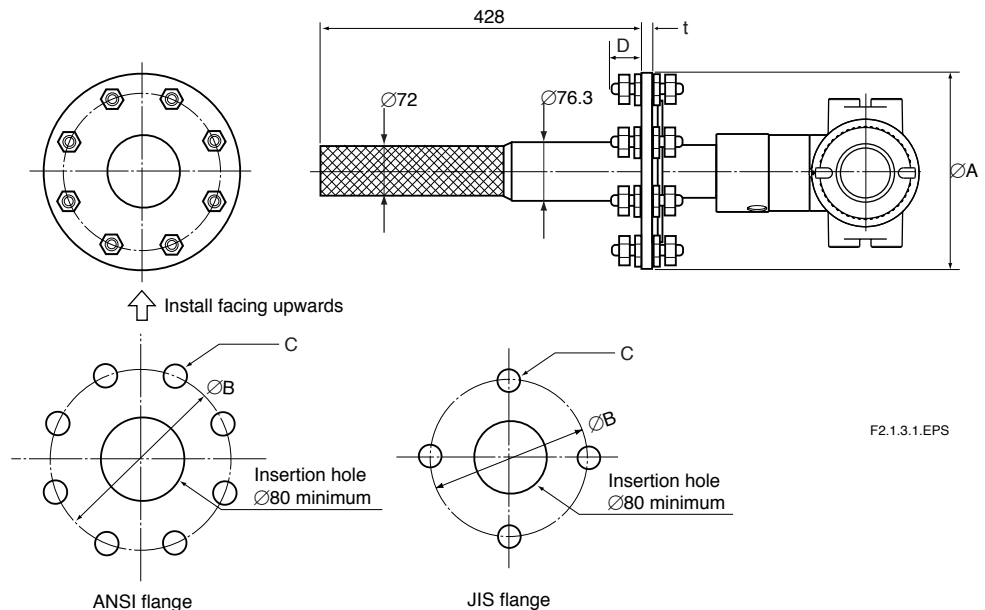 428
t
D
∅72
∅76.3
∅A
Install facing upwards
C
∅B
Insertion hole
∅80 minimum
ANSI flange
C
∅B
Insertion hole
∅80 minimum
JIS flange
F2.1.3.1.EPS